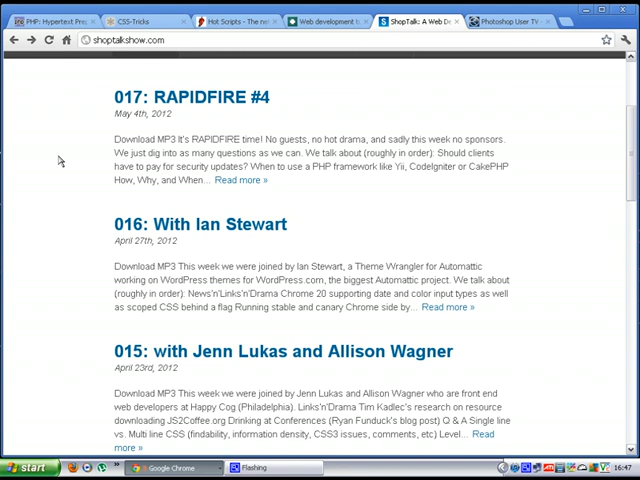 PHP: Hypertext Prep
CSS-Tricks
Hot Scripts - The ne
Web development to
ShopTalk: A Web De
Photoshop User TV -
shoptalkshow.com
017: RAPIDFIRE #4
May 4th, 2012
Download MP3 It's RAPIDFIRE time! No guests, no hot drama, and sadly this week no sponsors.
We just dig into as many questions as we can. We talk about (roughly in order): Should clients
have to pay for security updates? When to use a PHP framework like Yii, CodeIgniter or CakePHP
How, Why, and When... Read more »
016: With Ian Stewart
April 27th, 2012
Download MP3 This week we were joined by Ian Stewart, a Theme Wrangler for Automattic
working on WordPress themes for WordPress.com, the biggest Automattic project. We talk about
(roughly in order): News'n'Links'n'Drama Chrome 20 supporting date and color input types as well
as scoped CSS behind a flag Running stable and canary Chrome side by... Read more »
015: with Jenn Lukas and Allison Wagner
April 23rd, 2012
Download MP3 This week we were joined by Jenn Lukas and Allison Wagner who are front end
web developers at Happy Cog (Philadelphia). Links'n'Drama Tim Kadlec's research on resource
downloading JS2Coffee.org Drinking at Conferences (Ryan Funduck's blog post) Q & A Single line
vs. Multi line CSS (findability, information density, CSS3 issues, comments, etc) Level... Read
more »
start
Google Chrome
Flashing
16:47